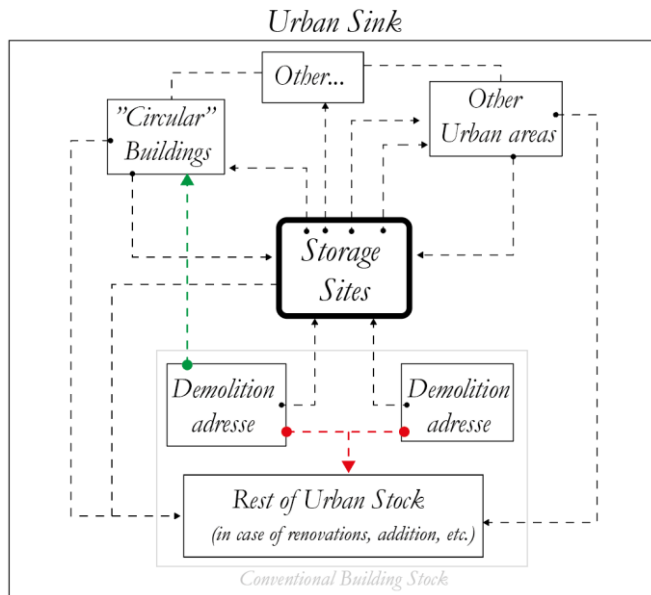 Urban Sink
Other...
"Circular"
Buildings
Other
Urban areas
Storage
Sites
Demolition
adresse
Demolition
adresse
Rest of Urban Stock
(in case of renovations, addition, etc.)
Conventional Building Stock